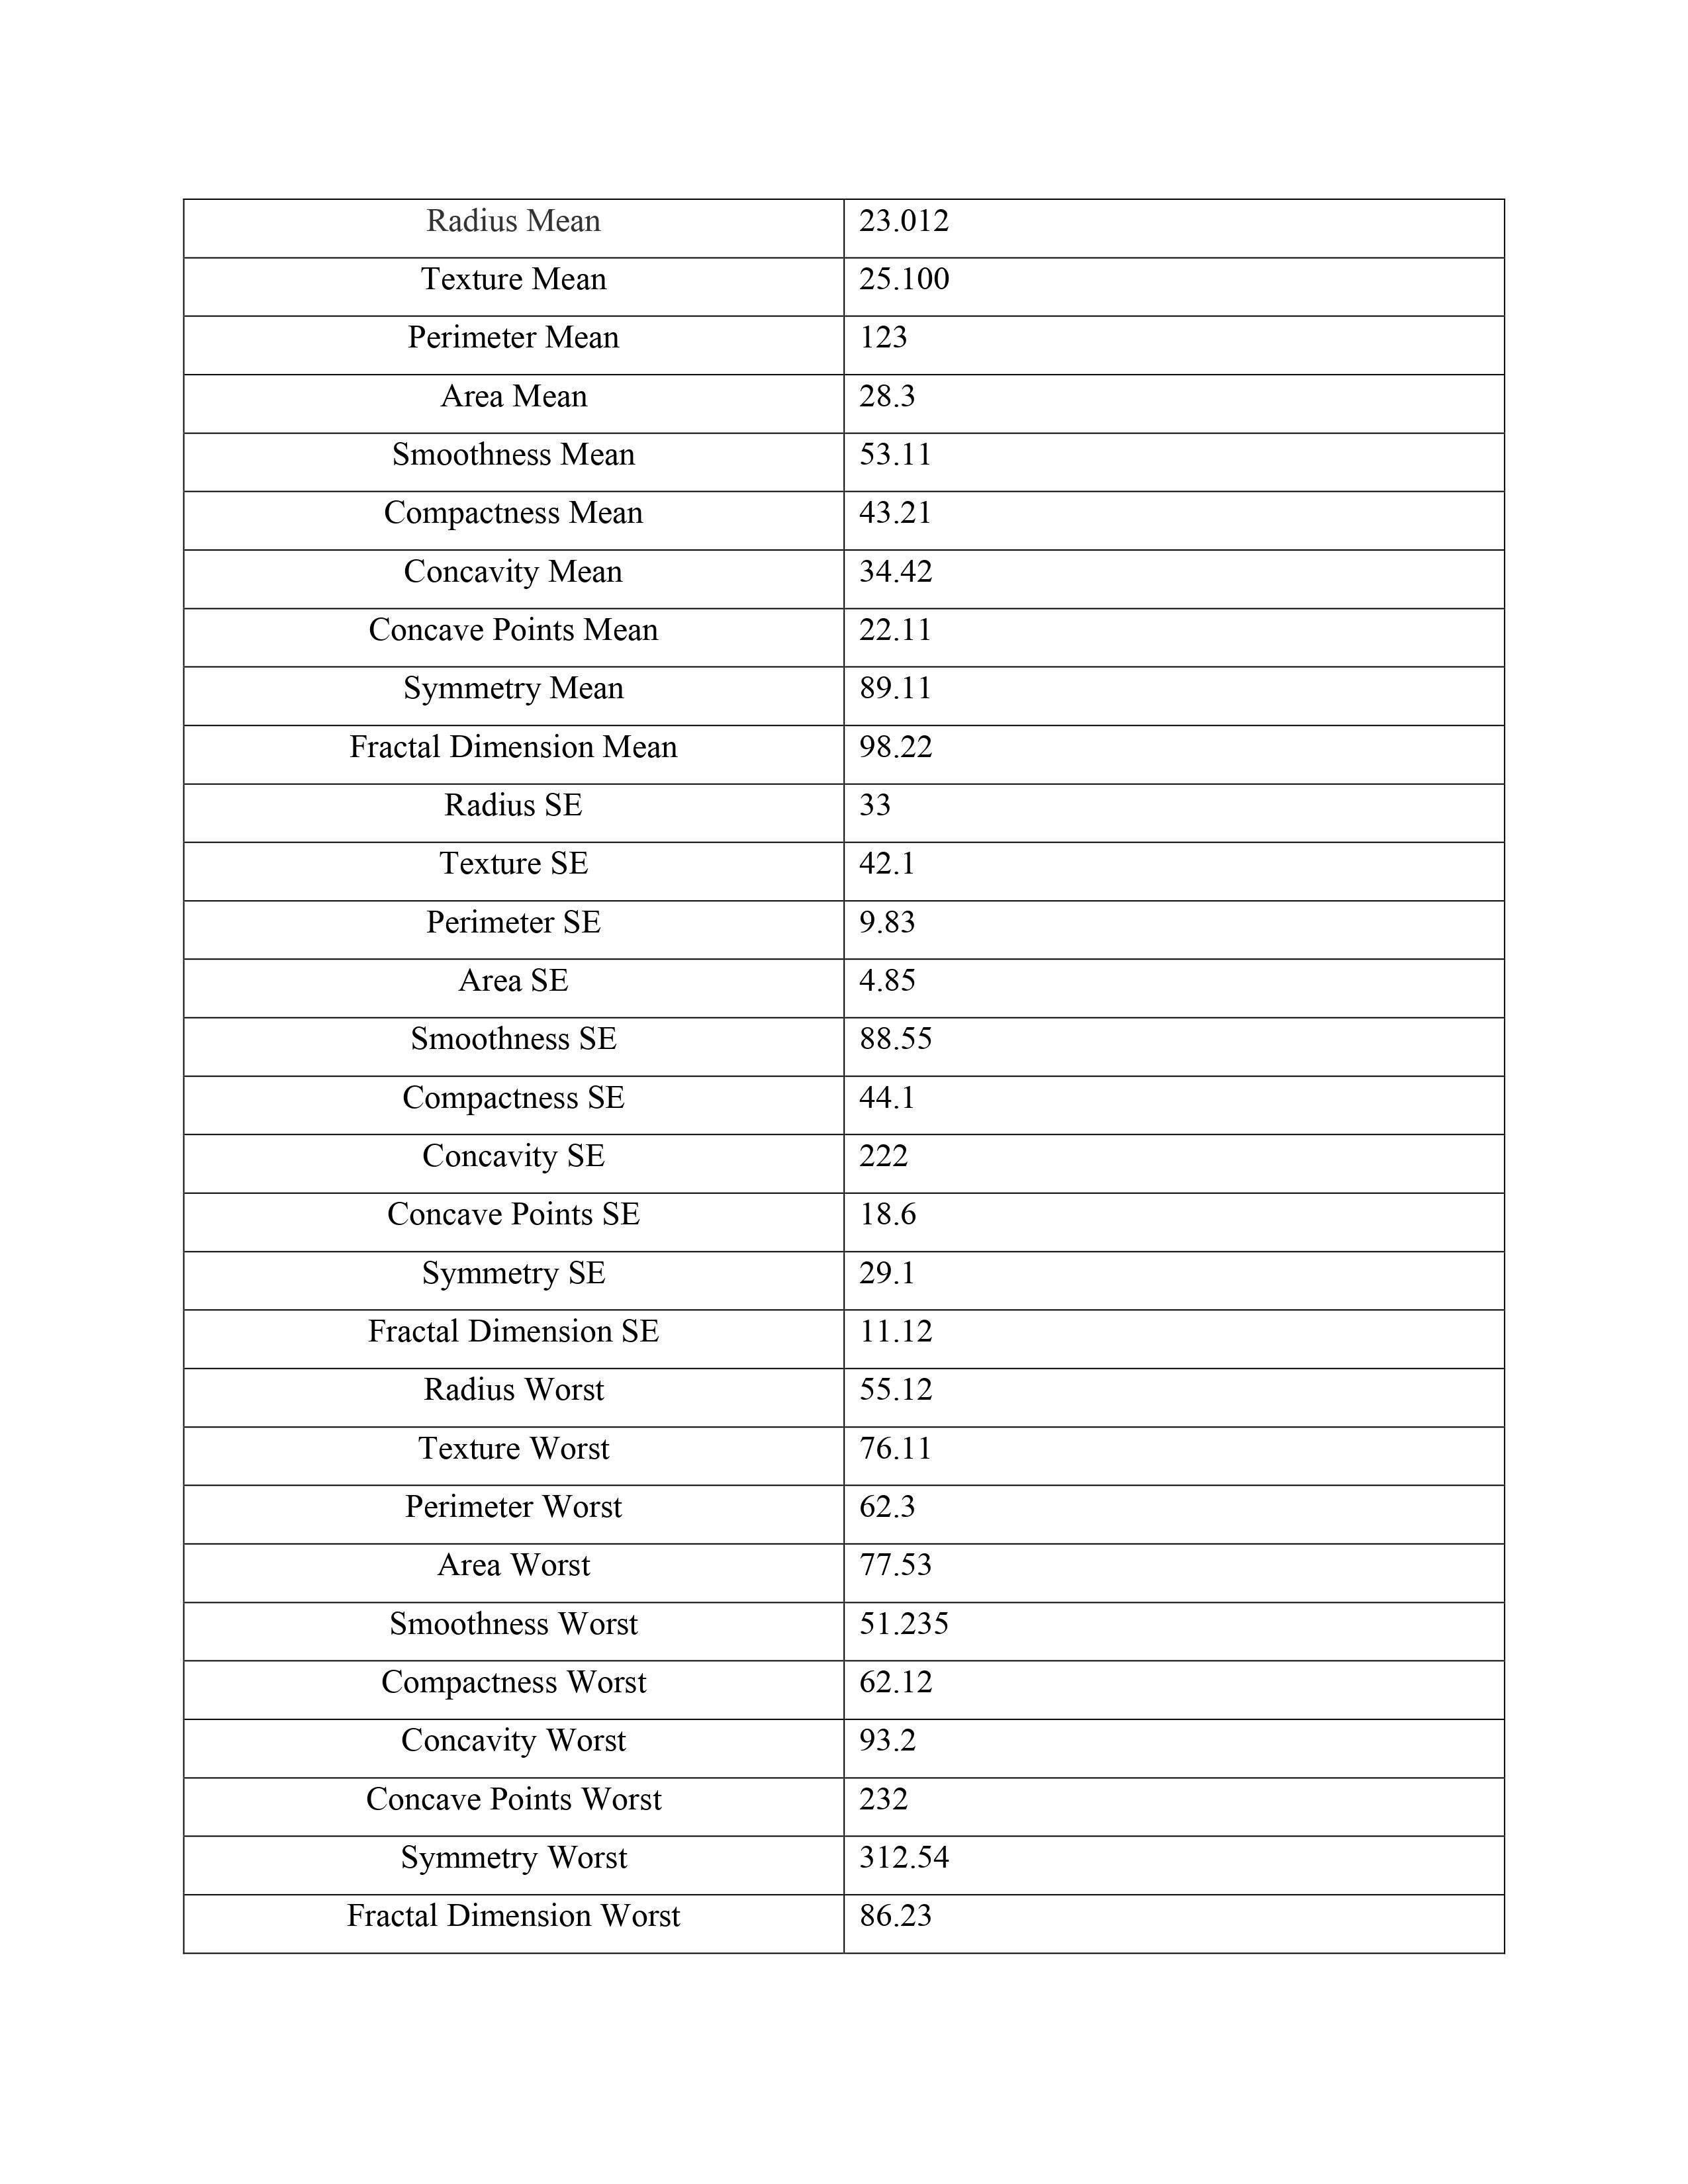 Radius Mean 23.012
Texture Mean 25.100
Perimeter Mean 123
Area Mean 28.3
Smoothness Mean 53.11
Compactness Mean 43.21
Concavity Mean 34.42
Concave Points Mean 22.11
Symmetry Mean 89.11
Fractal Dimension Mean 98.22
Radius SE 33
Texture SE 42.1
Perimeter SE 9.83
Area SE 4.85
Smoothness SE 88.55
Compactness SE 44.1
Concavity SE 222
Concave Points SE 18.6
Symmetry SE 29.1
Fractal Dimension SE 11.12
Radius Worst 55.12
Texture Worst 76.11
Perimeter Worst 62.3
Area Worst 77.53
Smoothness Worst 51.235
Compactness Worst 62.12
Concavity Worst 93.2
Concave Points Worst 232
Symmetry Worst 312.54
Fractal Dimension Worst 86.23